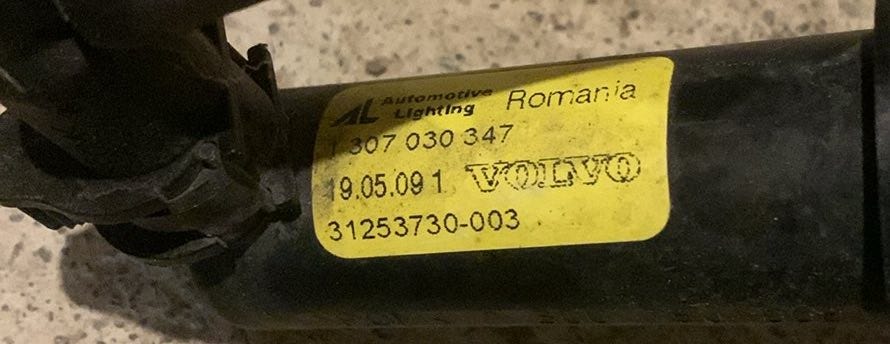 AL Automotive Lighting Romania
1 307 030 347
19.05.09 1 VOLVO
31253730-003